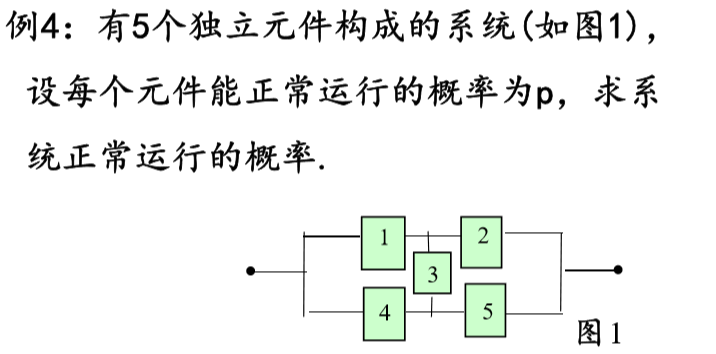 例4：有5个独立元件构成的系统(如图1)，
设每个元件能正常运行的概率为p，求系
统正常运行的概率.
1 2
3
4 5
图1